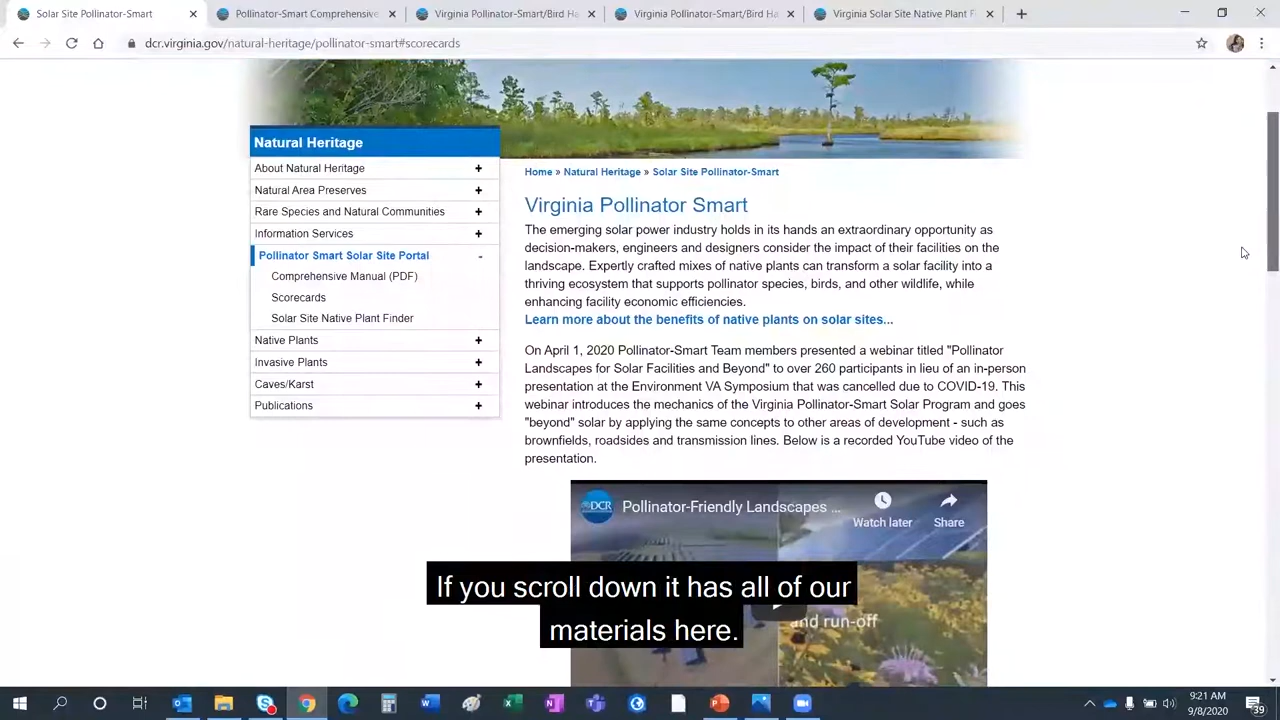 Solar Site Pollinator-Smart
Pollinator-Smart Comprehensive
Virginia Pollinator-Smart/Bird Ha
Virginia Pollinator-Smart/Bird Ha
Virginia Solar Site Native Plant F
dcr.virginia.gov/natural-heritage/pollinator-smart#scorecards
Natural Heritage
About Natural Heritage +
Natural Area Preserves +
Rare Species and Natural Communities +
Information Services +
Pollinator Smart Solar Site Portal -
Comprehensive Manual (PDF)
Scorecards
Solar Site Native Plant Finder
Native Plants +
Invasive Plants +
Caves/Karst +
Publications +
Home » Natural Heritage » Solar Site Pollinator-Smart
Virginia Pollinator Smart
The emerging solar power industry holds in its hands an extraordinary opportunity as
decision-makers, engineers and designers consider the impact of their facilities on the
landscape. Expertly crafted mixes of native plants can transform a solar facility into a
thriving ecosystem that supports pollinator species, birds, and other wildlife, while
enhancing facility economic efficiencies.
Learn more about the benefits of native plants on solar sites...
On April 1, 2020 Pollinator-Smart Team members presented a webinar titled "Pollinator
Landscapes for Solar Facilities and Beyond" to over 260 participants in lieu of an in-person
presentation at the Environment VA Symposium that was cancelled due to COVID-19. This
webinar introduces the mechanics of the Virginia Pollinator-Smart Solar Program and goes
"beyond" solar by applying the same concepts to other areas of development - such as
brownfields, roadsides and transmission lines. Below is a recorded YouTube video of the
presentation.
DCR
Pollinator-Friendly Landscapes ...
Watch later
Share
and run-off
If you scroll down it has all of our
materials here.
9:21 AM
9/8/2020
39